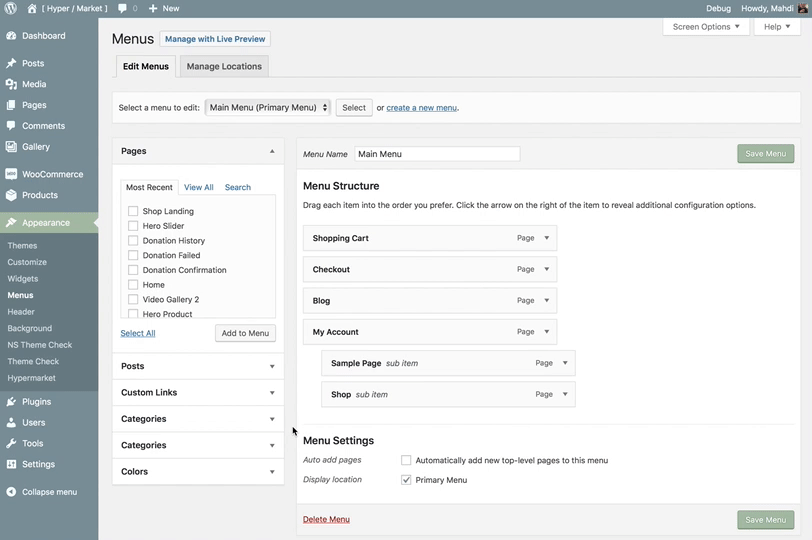 [ Hyper / Market ] 0 New Debug Howdy, Mahdi
Dashboard
Posts
Media
Pages
Comments
Gallery
WooCommerce
Products
Appearance
Themes
Customize
Widgets
Menus
Header
Background
NS Theme Check
Theme Check
Hypermarket
Plugins
Users
Tools
Settings
Collapse menu
Screen Options Help
Menus Manage with Live Preview
Edit Menus Manage Locations
Select a menu to edit: Main Menu (Primary Menu) Select or create a new menu.
Pages
Most Recent View All Search
Shop Landing
Hero Slider
Donation History
Donation Failed
Donation Confirmation
Home
Video Gallery 2
Hero Product
Select All Add to Menu
Posts
Custom Links
Categories
Categories
Colors
Menu Name Main Menu Save Menu
Menu Structure
Drag each item into the order you prefer. Click the arrow on the right of the item to reveal additional configuration options.
Shopping Cart Page
Checkout Page
Blog Page
My Account Page
Sample Page sub item Page
Shop sub item Page
Menu Settings
Auto add pages Automatically add new top-level pages to this menu
Display location Primary Menu
Delete Menu Save Menu